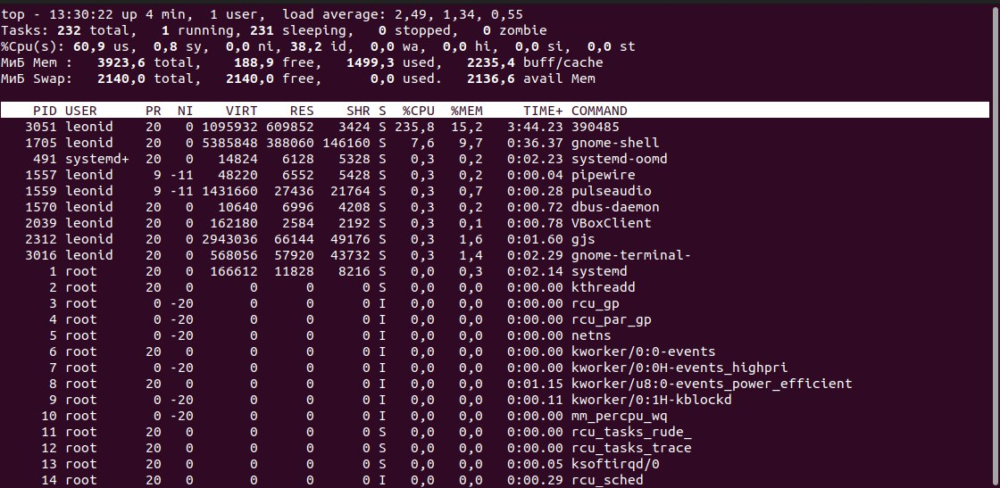 top - 13:30:22 up 4 min,  1 user,  load average: 2,49, 1,34, 0,55
Tasks: 232 total,   1 running, 231 sleeping,   0 stopped,   0 zombie
%Cpu(s): 60,9 us,  0,8 sy,  0,0 ni, 38,2 id,  0,0 wa,  0,0 hi,  0,0 si,  0,0 st
МиБ Mem :   3923,6 total,    188,9 free,   1499,3 used,   2235,4 buff/cache
МиБ Swap:   2140,0 total,   2140,0 free,      0,0 used.   2136,6 avail Mem
PID USER      PR  NI    VIRT    RES    SHR S  %CPU  %MEM     TIME+ COMMAND
3051 leonid    20   0 1095932 609852   3424 S 235,8  15,2   3:44.23 390485
1705 leonid    20   0 5385848 388060 146160 S   7,6   9,7   0:36.37 gnome-shell
491 systemd+  20   0   14824   6128   5328 S   0,3   0,2   0:02.23 systemd-oomd
1557 leonid     9 -11   48220   6552   5428 S   0,3   0,2   0:00.04 pipewire
1559 leonid     9 -11 1431660  27436  21764 S   0,3   0,7   0:00.28 pulseaudio
1570 leonid    20   0   10640   6996   4208 S   0,3   0,2   0:00.72 dbus-daemon
2039 leonid    20   0  162180   2584   2192 S   0,3   0,1   0:00.78 VBoxClient
2312 leonid    20   0 2943036  66144  49176 S   0,3   1,6   0:01.60 gjs
3016 leonid    20   0  568056  57920  43732 S   0,3   1,4   0:02.29 gnome-terminal-
1 root      20   0  166612  11828   8216 S   0,0   0,3   0:02.14 systemd
2 root      20   0       0      0      0 S   0,0   0,0   0:00.00 kthreadd
3 root       0 -20       0      0      0 I   0,0   0,0   0:00.00 rcu_gp
4 root       0 -20       0      0      0 I   0,0   0,0   0:00.00 rcu_par_gp
5 root       0 -20       0      0      0 I   0,0   0,0   0:00.00 netns
6 root      20   0       0      0      0 I   0,0   0,0   0:00.00 kworker/0:0-events
7 root       0 -20       0      0      0 I   0,0   0,0   0:00.00 kworker/0:0H-events_highpri
8 root      20   0       0      0      0 I   0,0   0,0   0:01.15 kworker/u8:0-events_power_efficient
9 root       0 -20       0      0      0 I   0,0   0,0   0:00.11 kworker/0:1H-kblockd
10 root       0 -20       0      0      0 I   0,0   0,0   0:00.00 mm_percpu_wq
11 root      20   0       0      0      0 S   0,0   0,0   0:00.00 rcu_tasks_rude_
12 root      20   0       0      0      0 S   0,0   0,0   0:00.00 rcu_tasks_trace
13 root      20   0       0      0      0 S   0,0   0,0   0:00.05 ksoftirqd/0
14 root      20   0       0      0      0 I   0,0   0,0   0:00.29 rcu_sched